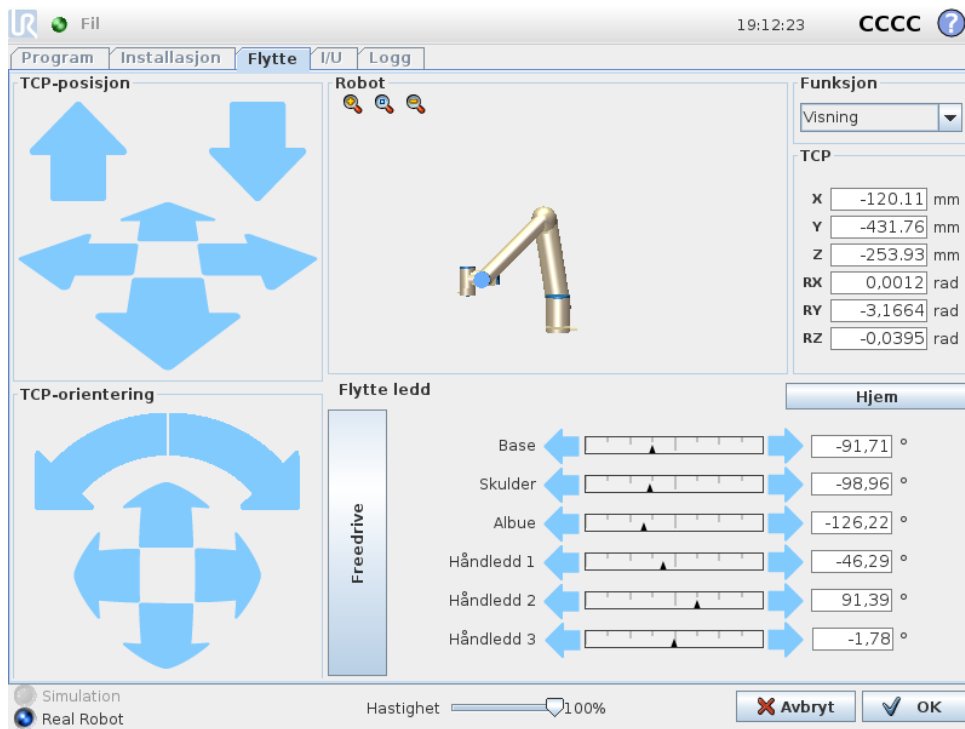 UR Fil 19:12:23 CCCC ?
Program Installasjon Flytte I/U Logg
TCP-posisjon
Robot
Funksjon
Visning
TCP
X -120.11 mm
Y -431.76 mm
Z -253.93 mm
RX 0,0012 rad
RY -3,1664 rad
RZ -0,0395 rad
TCP-orientering
Flytte ledd
Hjem
Freedrive
Base -91,71 °
Skulder -98,96 °
Albue -126,22 °
Håndledd 1 -46,29 °
Håndledd 2 91,39 °
Håndledd 3 -1,78 °
Simulation
Real Robot
Hastighet 100%
Avbryt OK